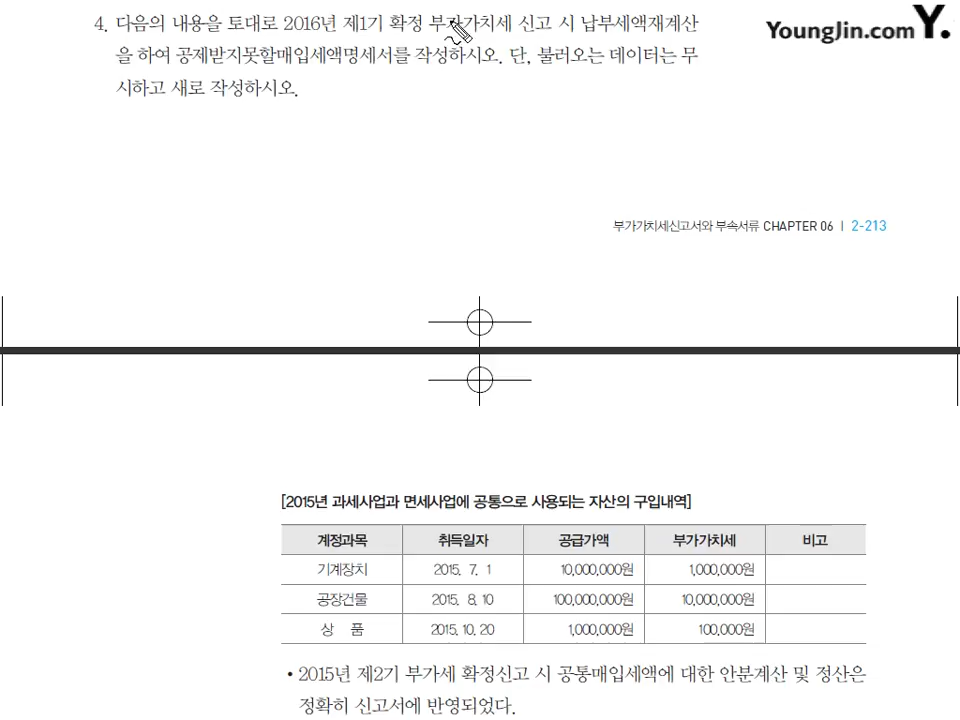 YoungJin.com Y.
4. 다음의 내용을 토대로 2016년 제1기 확정 부가가치세 신고 시 납부세액재계산
을 하여 공제받지못할매입세액명세서를 작성하시오. 단, 불러오는 데이터는 무
시하고 새로 작성하시오.
부가가치세신고서와 부속서류 CHAPTER 06 | 2-213
[2015년 과세사업과 면세사업에 공통으로 사용되는 자산의 구입내역]
계정과목 취득일자 공급가액 부가가치세 비고
기계장치 2015. 7. 1 10,000,000원 1,000,000원
공장건물 2015. 8. 10 100,000,000원 10,000,000원
상 품 2015. 10. 20 1,000,000원 100,000원
• 2015년 제2기 부가세 확정신고 시 공통매입세액에 대한 안분계산 및 정산은
정확히 신고서에 반영되었다.